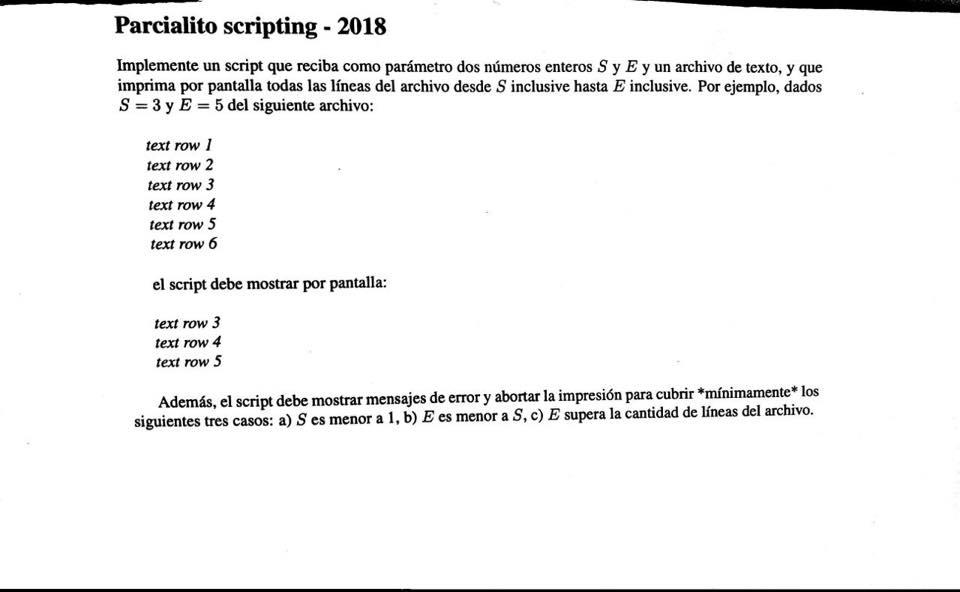 Parcialito scripting - 2018
Implemente un script que reciba como parámetro dos números enteros S y E y un archivo de texto, y que
imprima por pantalla todas las líneas del archivo desde S inclusive hasta E inclusive. Por ejemplo, dados
S = 3 y E = 5 del siguiente archivo:
text row 1
text row 2
text row 3
text row 4
text row 5
text row 6
el script debe mostrar por pantalla:
text row 3
text row 4
text row 5
Además, el script debe mostrar mensajes de error y abortar la impresión para cubrir *mínimamente* los
siguientes tres casos: a) S es menor a 1, b) E es menor a S, c) E supera la cantidad de líneas del archivo.